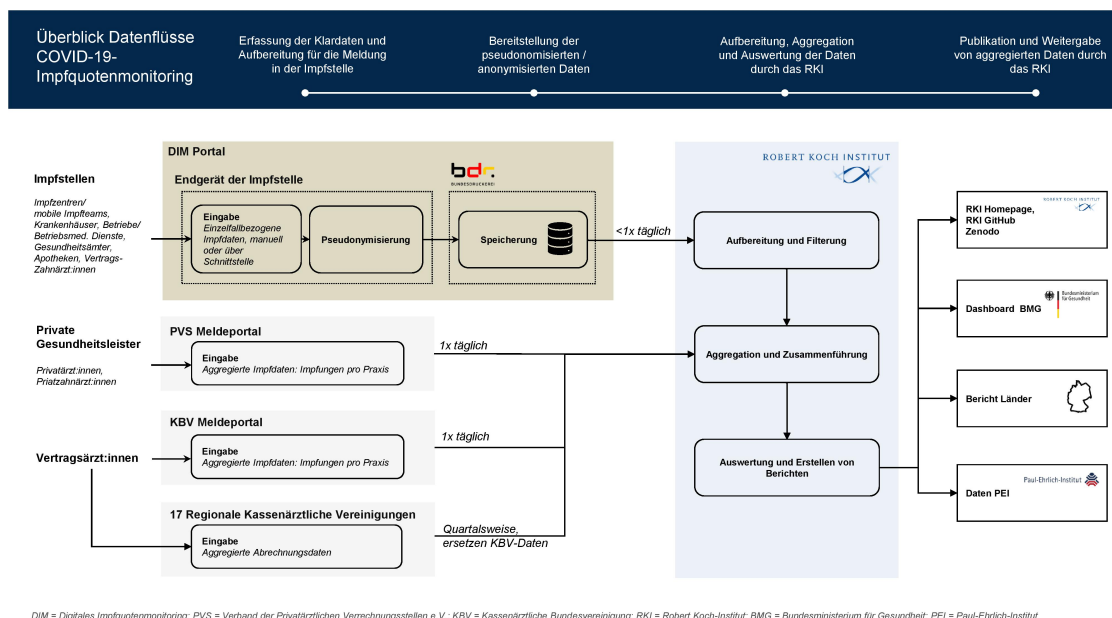 Überblick Datenflüsse
COVID-19-
Impfquotenmonitoring
Erfassung der Klardaten und
Aufbereitung für die Meldung
in der Impfstelle
Bereitstellung der
pseudonomisierten /
anonymisierten Daten
Aufbereitung, Aggregation
und Auswertung der Daten
durch das RKI
Publikation und Weitergabe
von aggregierten Daten durch
das RKI
DIM Portal
Impfstellen
Impfzentren/
mobile Impfteams,
Krankenhäuser, Betriebe/
Betriebsmed. Dienste,
Gesundheitsämter,
Apotheken, Vertrags-
Zahnärzt:innen
Endgerät der Impfstelle
Eingabe
Einzelfallbezogene
Impfdaten, manuell
oder über
Schnittstelle
Pseudonymisierung
bdr.
BUNDESDRUCKEREI
Speicherung
<1x täglich
ROBERT KOCH INSTITUT
Aufbereitung und Filterung
Aggregation und Zusammenführung
Auswertung und Erstellen von
Berichten
Private
Gesundheitsleister
Privatärzt:innen,
Priatzahnärzt:innen
PVS Meldeportal
Eingabe
Aggregierte Impfdaten: Impfungen pro Praxis
1x täglich
Vertragsärzt:innen
KBV Meldeportal
Eingabe
Aggregierte Impfdaten: Impfungen pro Praxis
1x täglich
17 Regionale Kassenärztliche Vereinigungen
Eingabe
Aggregierte Abrechnungsdaten
Quartalsweise,
ersetzen KBV-Daten
ROBERT KOCH INSTITUT
RKI Homepage,
RKI GitHub
Zenodo
Dashboard BMG
Bundesministerium
für Gesundheit
Bericht Länder
Paul-Ehrlich-Institut
Daten PEI
DIM = Digitales Impfquotenmonitoring; PVS = Verband der Privatärztlichen Verrechnungsstellen e.V.; KBV = Kassenärztliche Bundesvereinigung; RKI = Robert Koch-Institut; BMG = Bundesministerium für Gesundheit; PEI = Paul-Ehrlich-Institut